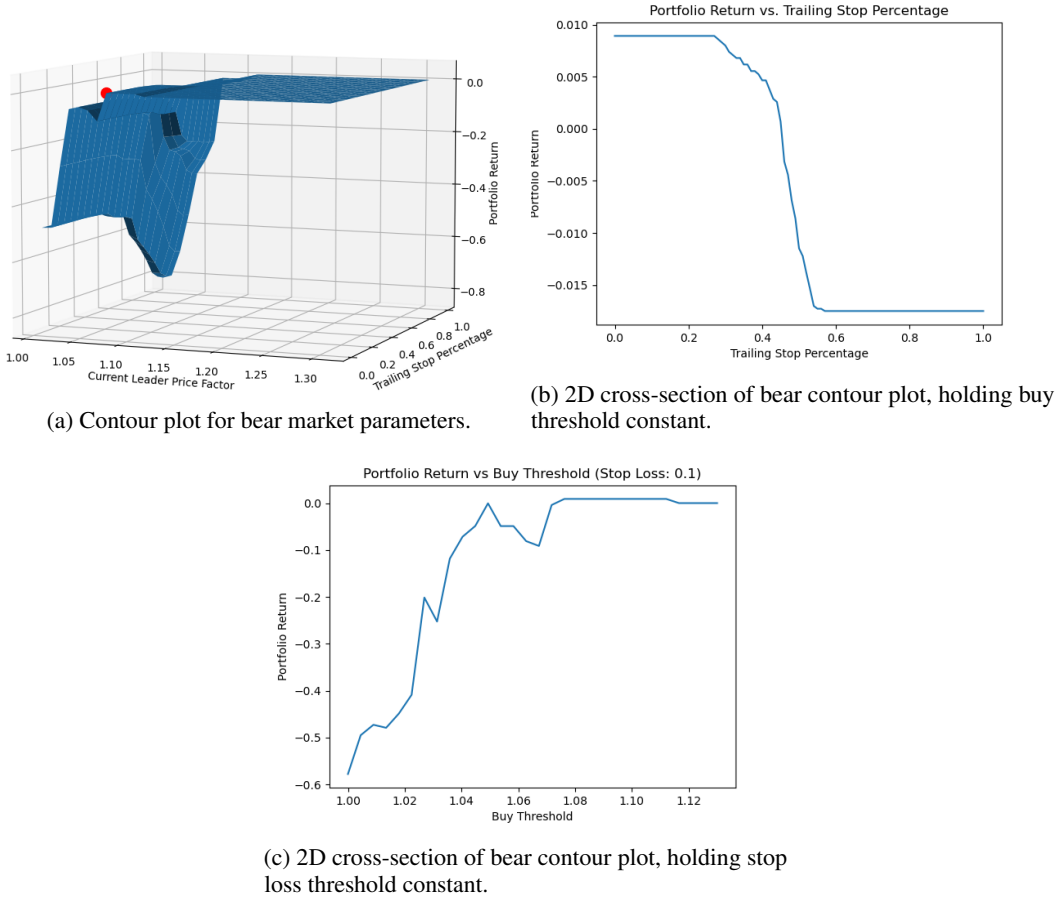 0.0
−0.2
−0.4
−0.6
−0.8
Portfolio Return
1.00
1.05
1.10
1.15
1.20
1.25
1.30
Current Leader Price Factor
0.0
0.2
0.4
0.6
0.8
1.0
Trailing Stop Percentage
(a) Contour plot for bear market parameters.
Portfolio Return vs. Trailing Stop Percentage
0.010
0.005
0.000
−0.005
−0.010
−0.015
Portfolio Return
0.0 0.2 0.4 0.6 0.8 1.0
Trailing Stop Percentage
(b) 2D cross-section of bear contour plot, holding buy
threshold constant.
Portfolio Return vs Buy Threshold (Stop Loss: 0.1)
0.0
−0.1
−0.2
−0.3
−0.4
−0.5
−0.6
Portfolio Return
1.00 1.02 1.04 1.06 1.08 1.10 1.12
Buy Threshold
(c) 2D cross-section of bear contour plot, holding stop
loss threshold constant.